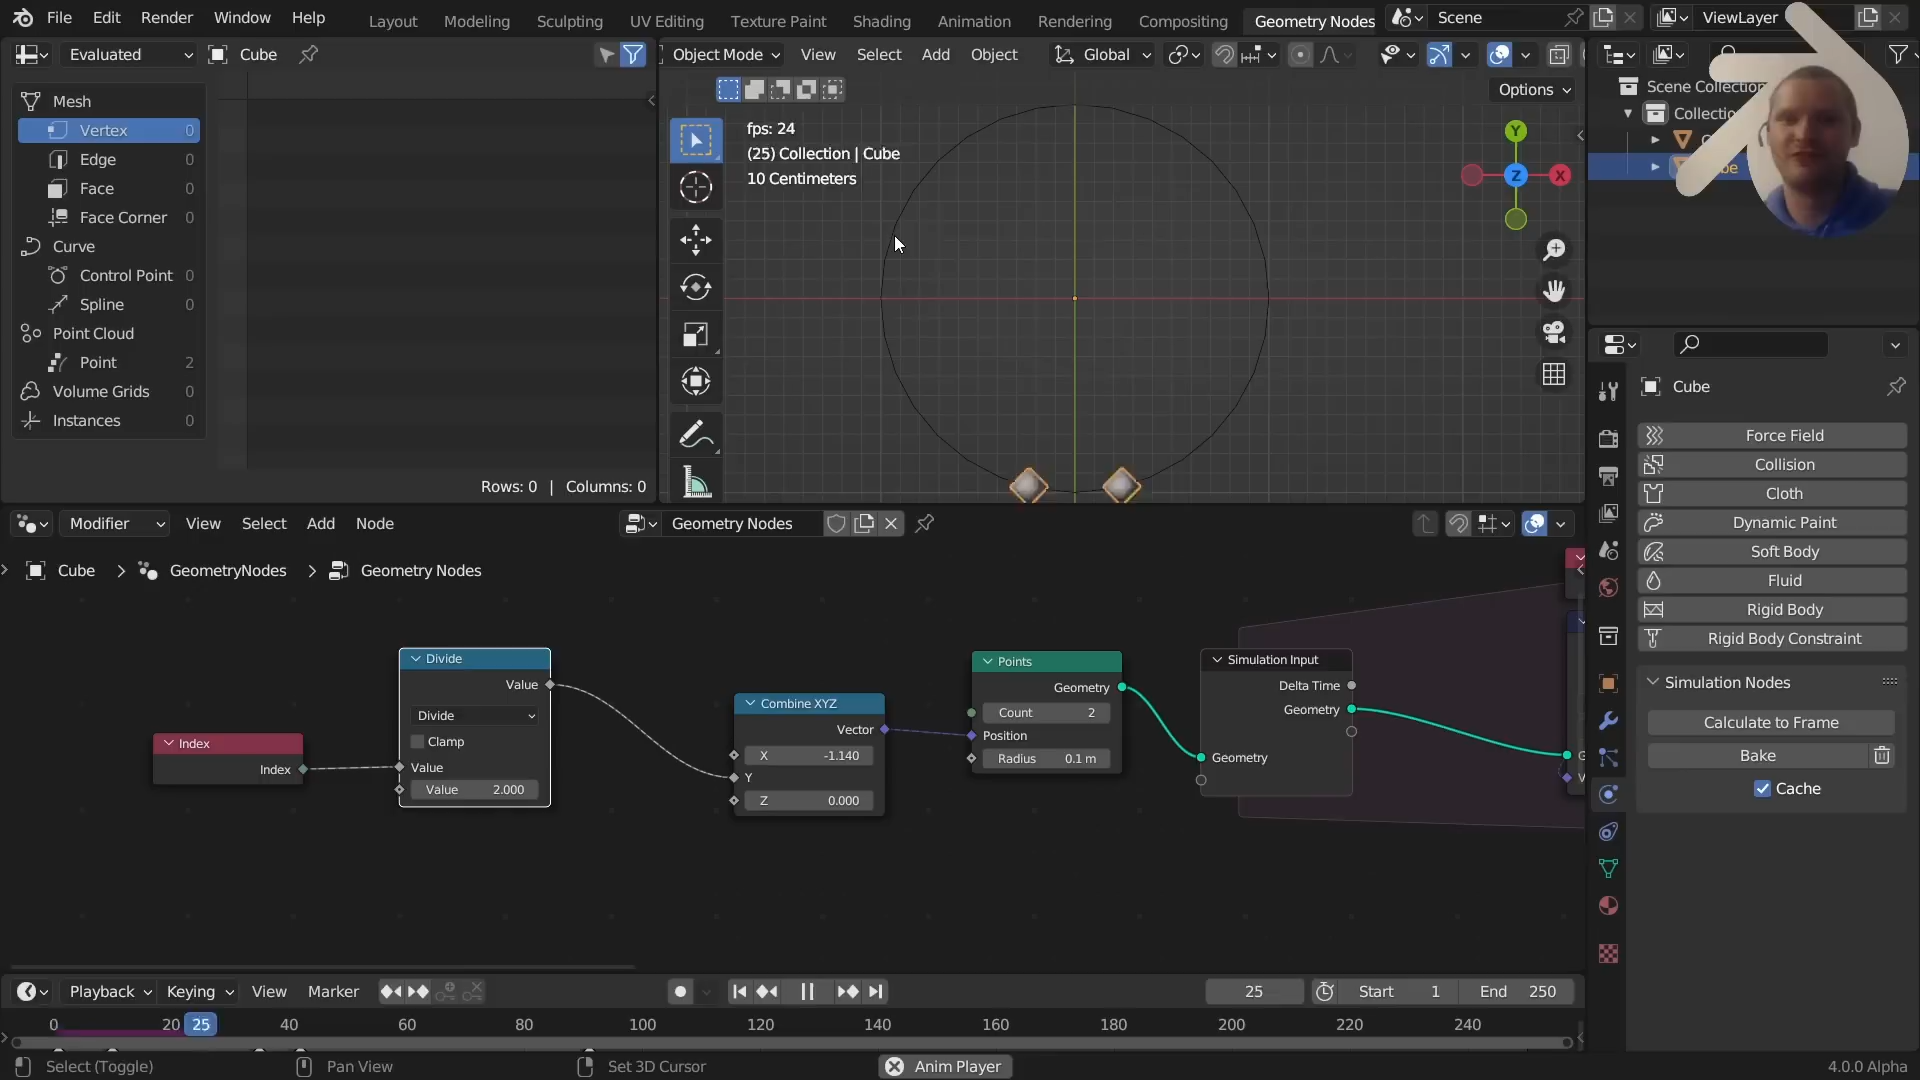 File Edit Render Window Help
Layout Modeling Sculpting UV Editing Texture Paint Shading Animation Rendering Compositing Geometry Nodes
Scene
ViewLayer
Evaluated
Cube
Object Mode View Select Add Object
Global
Options
Mesh
Vertex 0
Edge 0
Face 0
Face Corner 0
Curve
Control Point 0
Spline 0
Point Cloud
Point 2
Volume Grids 0
Instances 0
Rows: 0 | Columns: 0
fps: 24
(25) Collection | Cube
10 Centimeters
Y
Z
X
Scene Collection
Collectio
Modifier View Select Add Node
Geometry Nodes
Cube > GeometryNodes > Geometry Nodes
Index
Index
Divide
Value
Divide
Clamp
Value
Value 2.000
Combine XYZ
Vector
X -1.140
Y
Z 0.000
Points
Geometry
Count 2
Position
Radius 0.1 m
Simulation Input
Delta Time
Geometry
Geometry
Cube
Force Field
Collision
Cloth
Dynamic Paint
Soft Body
Fluid
Rigid Body
Rigid Body Constraint
Simulation Nodes
Calculate to Frame
Bake
Cache
Playback Keying View Marker
25
Start 1
End 250
0 20 25 40 60 80 100 120 140 160 180 200 220 240
Select (Toggle)
Pan View
Set 3D Cursor
Anim Player
4.0.0 Alpha